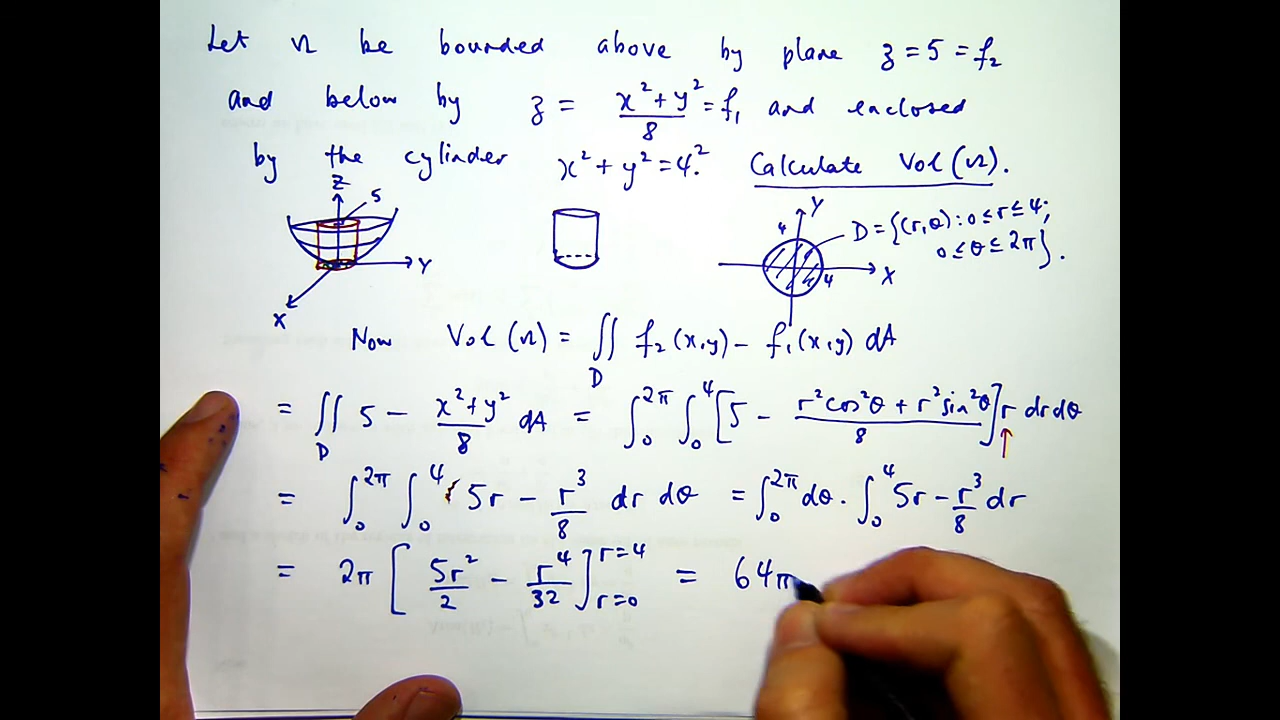 Let Ω be bounded above by plane z = 5 = f₂
and below by z = (x² + y²)/8 = f₁ and enclosed
by the cylinder x² + y² = 4². Calculate Vol(Ω).
Z 5 Y X
Y 4 4 X D = {(r,θ) : 0 ≤ r ≤ 4;
0 ≤ θ ≤ 2π}.
Now Vol(Ω) = ∬_D f₂(x,y) − f₁(x,y) dA
= ∬_D 5 − (x² + y²)/8 dA = ∫₀^2π ∫₀^4 [5 − (r²cos²θ + r²sin²θ)/8] r dr dθ
= ∫₀^2π ∫₀^4 5r − r³/8 dr dθ = ∫₀^2π dθ · ∫₀^4 5r − r³/8 dr
= 2π [5r²/2 − r⁴/32]_{r=0}^{r=4} = 64π